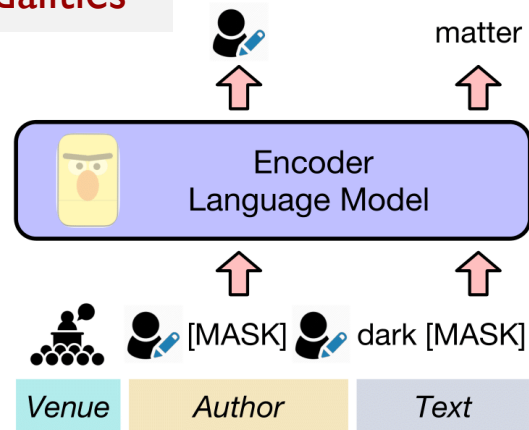 matter
Encoder
Language Model
[MASK] dark [MASK]
Venue Author Text